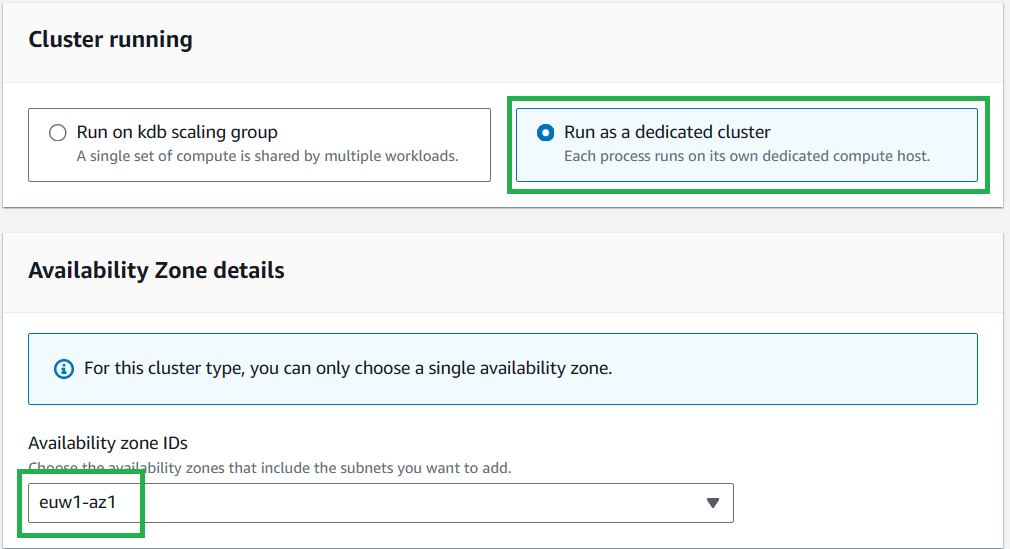 Cluster running
Run on kdb scaling group
A single set of compute is shared by multiple workloads.
Run as a dedicated cluster
Each process runs on its own dedicated compute host.
Availability Zone details
For this cluster type, you can only choose a single availability zone.
Availability zone IDs
Choose the availability zones that include the subnets you want to add.
euw1-az1